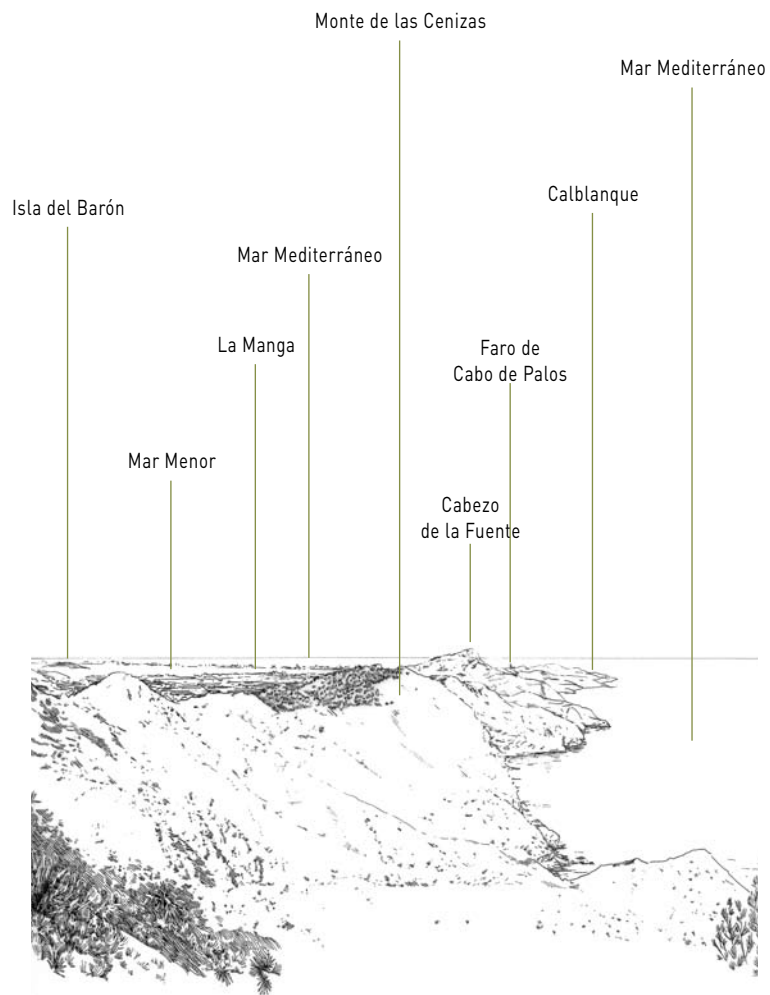 Monte de las Cenizas
Mar Mediterráneo
Isla del Barón
Calblanque
Mar Mediterráneo
La Manga
Faro de
Cabo de Palos
Mar Menor
Cabezo
de la Fuente